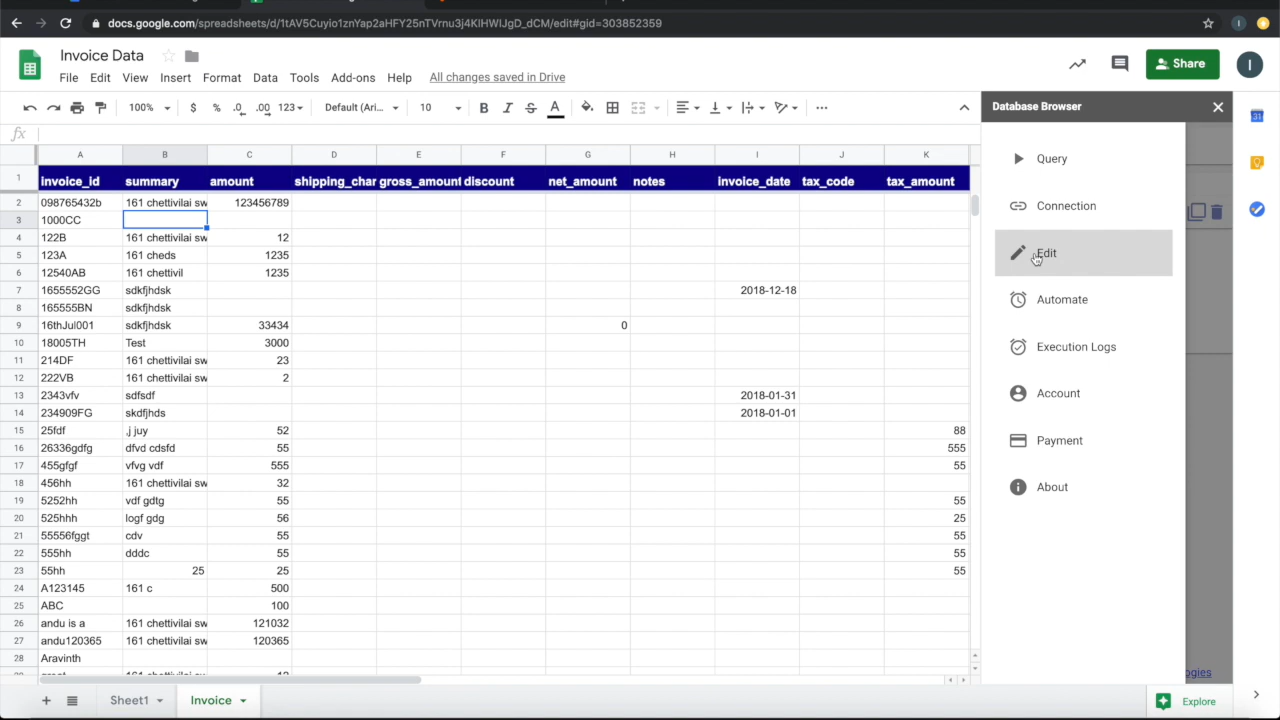 docs.google.com/spreadsheets/d/1tAV5Cuyio1znYap2aHFY25nTVrnu3j4KIHWIJgD_dCM/edit#gid=303852359
I
Invoice Data
File Edit View Insert Format Data Tools Add-ons Help All changes saved in Drive
Share
I
100% $ % .0 .00 123 Default (Ari... 10 B I S A
Database Browser
31
fx
A B C D E F G H I J K
1 invoice_id summary amount shipping_char gross_amount discount net_amount notes invoice_date tax_code tax_amount
2 098765432b 161 chettivilai sw 123456789
3 1000CC
4 122B 161 chettivilai sw 12
5 123A 161 cheds 1235
6 12540AB 161 chettivil 1235
7 1655552GG sdkfjhdsk 2018-12-18
8 165555BN sdkfjhdsk
9 16thJul001 sdkfjhdsk 33434 0
10 18005TH Test 3000
11 214DF 161 chettivilai sw 23
12 222VB 161 chettivilai sw 2
13 2343vfv sdfsdf 2018-01-31
14 234909FG skdfjhds 2018-01-01
15 25fdf ,j juy 52 88
16 26336gdfg dfvd cdsfd 55 555
17 455gfgf vfvg vdf 555 55
18 456hh 161 chettivilai sw 32
19 5252hh vdf gdtg 55 55
20 525hhh logf gdg 56 25
21 55556fggt cdv 55 55
22 555hh dddc 55 55
23 55hh 25 25 55
24 A123145 161 c 500
25 ABC 100
26 andu is a 161 chettivilai sw 121032
27 andu120365 161 chettivilai sw 120365
28 Aravinth
Query
Connection
Edit
Automate
Execution Logs
Account
Payment
About
ogies
Sheet1 Invoice
Explore